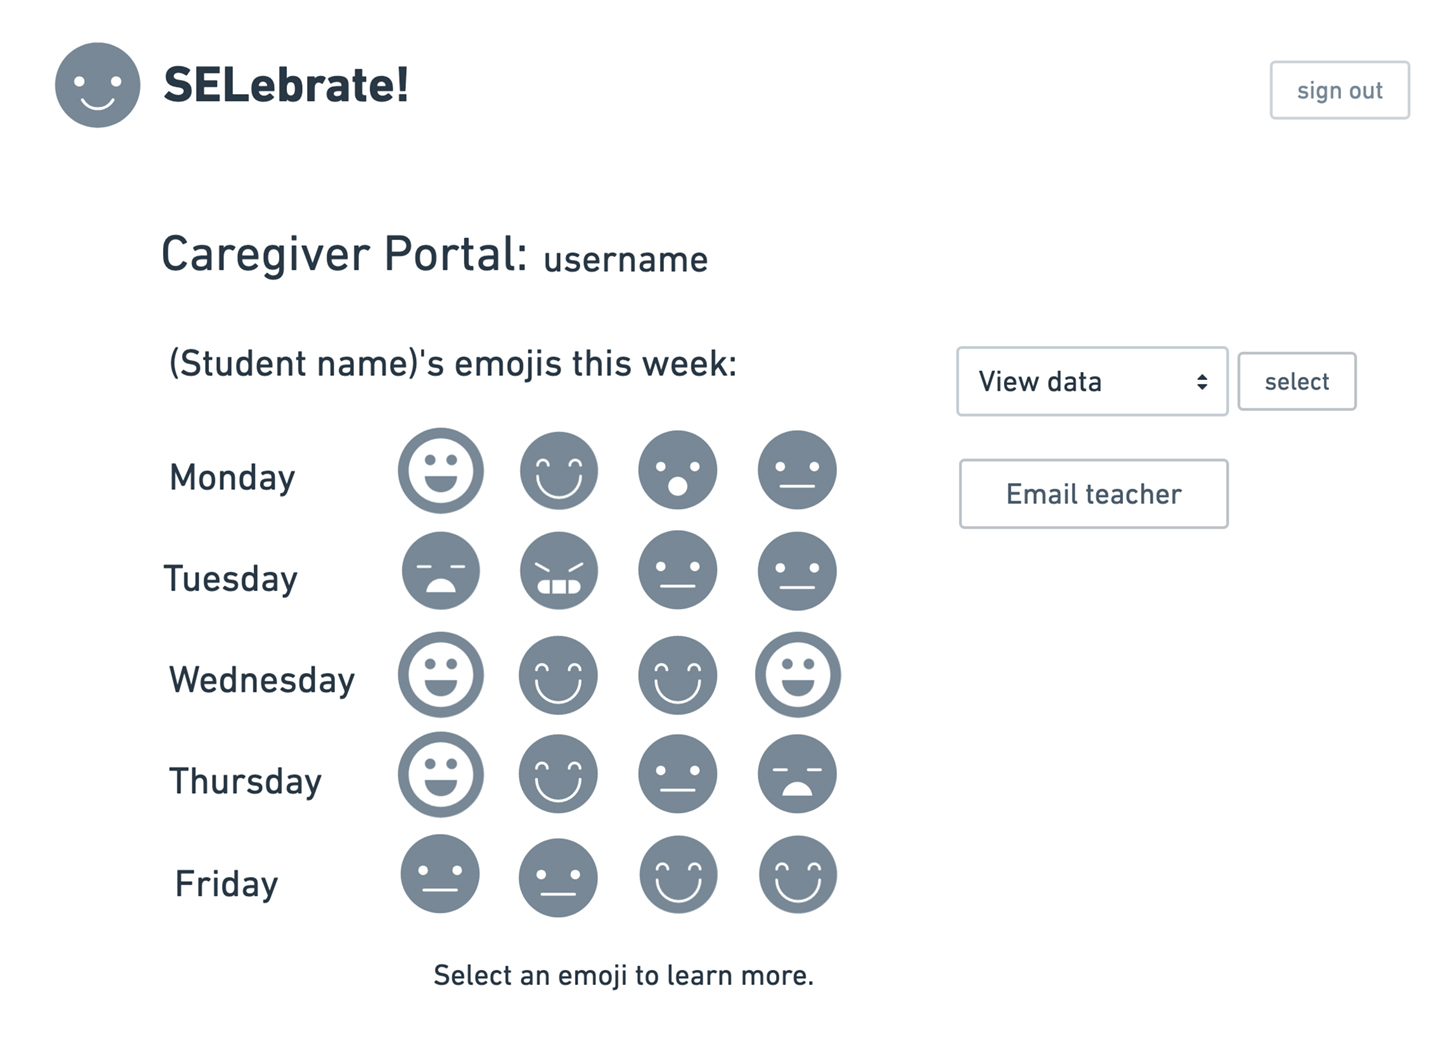 SELebrate!
sign out
Caregiver Portal: username
(Student name)'s emojis this week:
View data
select
Email teacher
Monday
Tuesday
Wednesday
Thursday
Friday
Select an emoji to learn more.